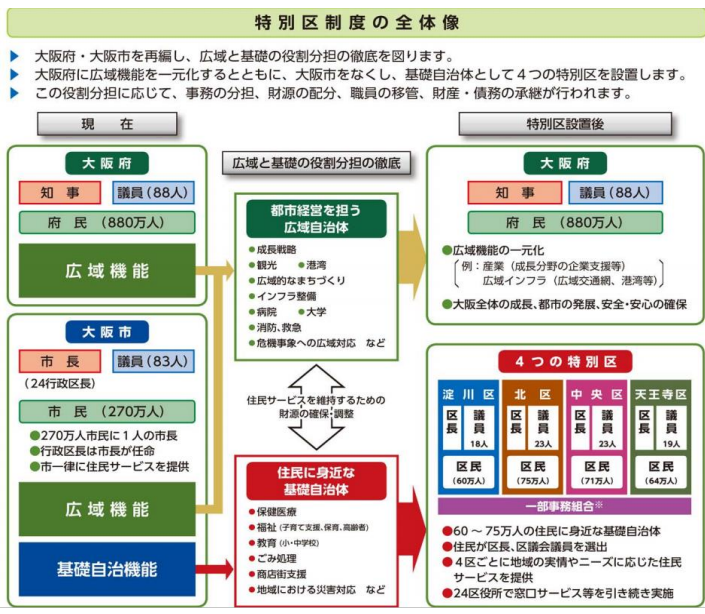 特別区制度の全体像
▶ 大阪府・大阪市を再編し、広域と基礎の役割分担の徹底を図ります。
▶ 大阪府に広域機能を一元化するとともに、大阪市をなくし、基礎自治体として4つの特別区を設置します。
▶ この役割分担に応じて、事務の分担、財源の配分、職員の移管、財産・債務の承継が行われます。
現在
大阪府
知事 議員(88人)
府民(880万人)
広域機能
大阪市
市長 議員(83人)
(24行政区長)
市民(270万人)
●270万人市民に1人の市長
●行政区長は市長が任命
●市一律に住民サービスを提供
広域機能
基礎自治機能
広域と基礎の役割分担の徹底
都市経営を担う
広域自治体
●成長戦略
●観光 ●港湾
●広域的なまちづくり
●インフラ整備
●病院 ●大学
●消防、救急
●危機事象への広域対応 など
住民サービスを維持するための
財源の確保・調整
住民に身近な
基礎自治体
●保健医療
●福祉(子育て支援、保育、高齢者)
●教育(小・中学校)
●ごみ処理
●商店街支援
●地域における災害対応 など
特別区設置後
大阪府
知事 議員(88人)
府民(880万人)
●広域機能の一元化
例:産業(成長分野の企業支援等)
広域インフラ(広域交通網、港湾等)
●大阪全体の成長、都市の発展、安全・安心の確保
4つの特別区
淀川区 北区 中央区 天王寺区
区長 議員 18人 区長 議員 23人 区長 議員 23人 区長 議員 19人
区民 区民 区民 区民
(60万人) (75万人) (71万人) (64万人)
一部事務組合※
●60~75万人の住民に身近な基礎自治体
●住民が区長、区議会議員を選出
●4区ごとに地域の実情やニーズに応じた住民
サービスを提供
●24区役所で窓口サービス等を引き続き実施